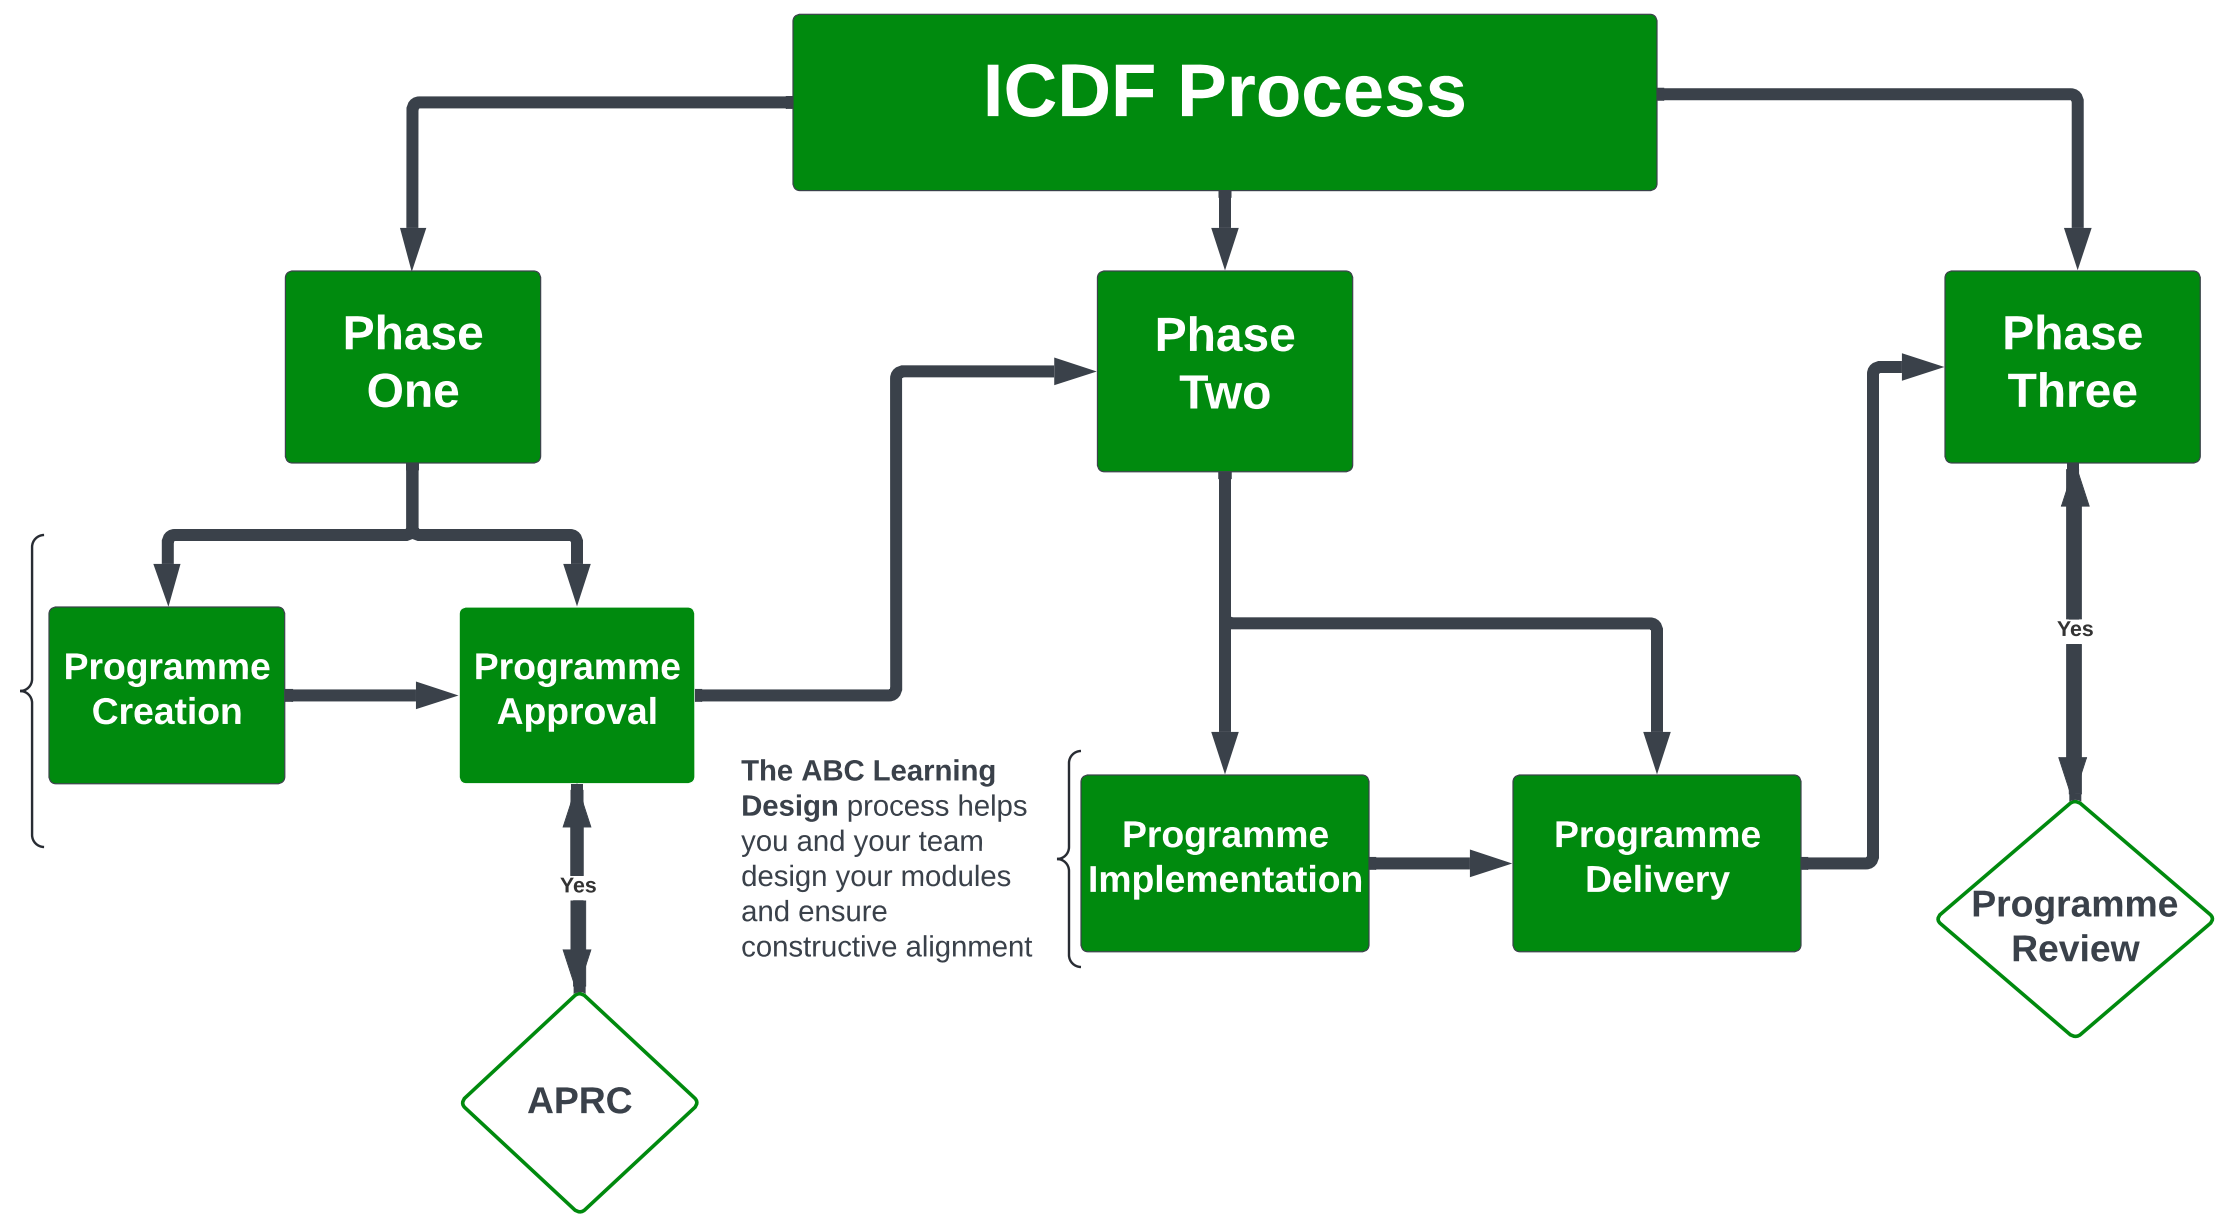 ICDF Process
Phase
One
Phase
Two
Phase
Three
Programme
Creation
Programme
Approval
Yes
APRC
The ABC Learning
Design process helps
you and your team
design your modules
and ensure
constructive alignment
Programme
Implementation
Programme
Delivery
Yes
Programme
Review